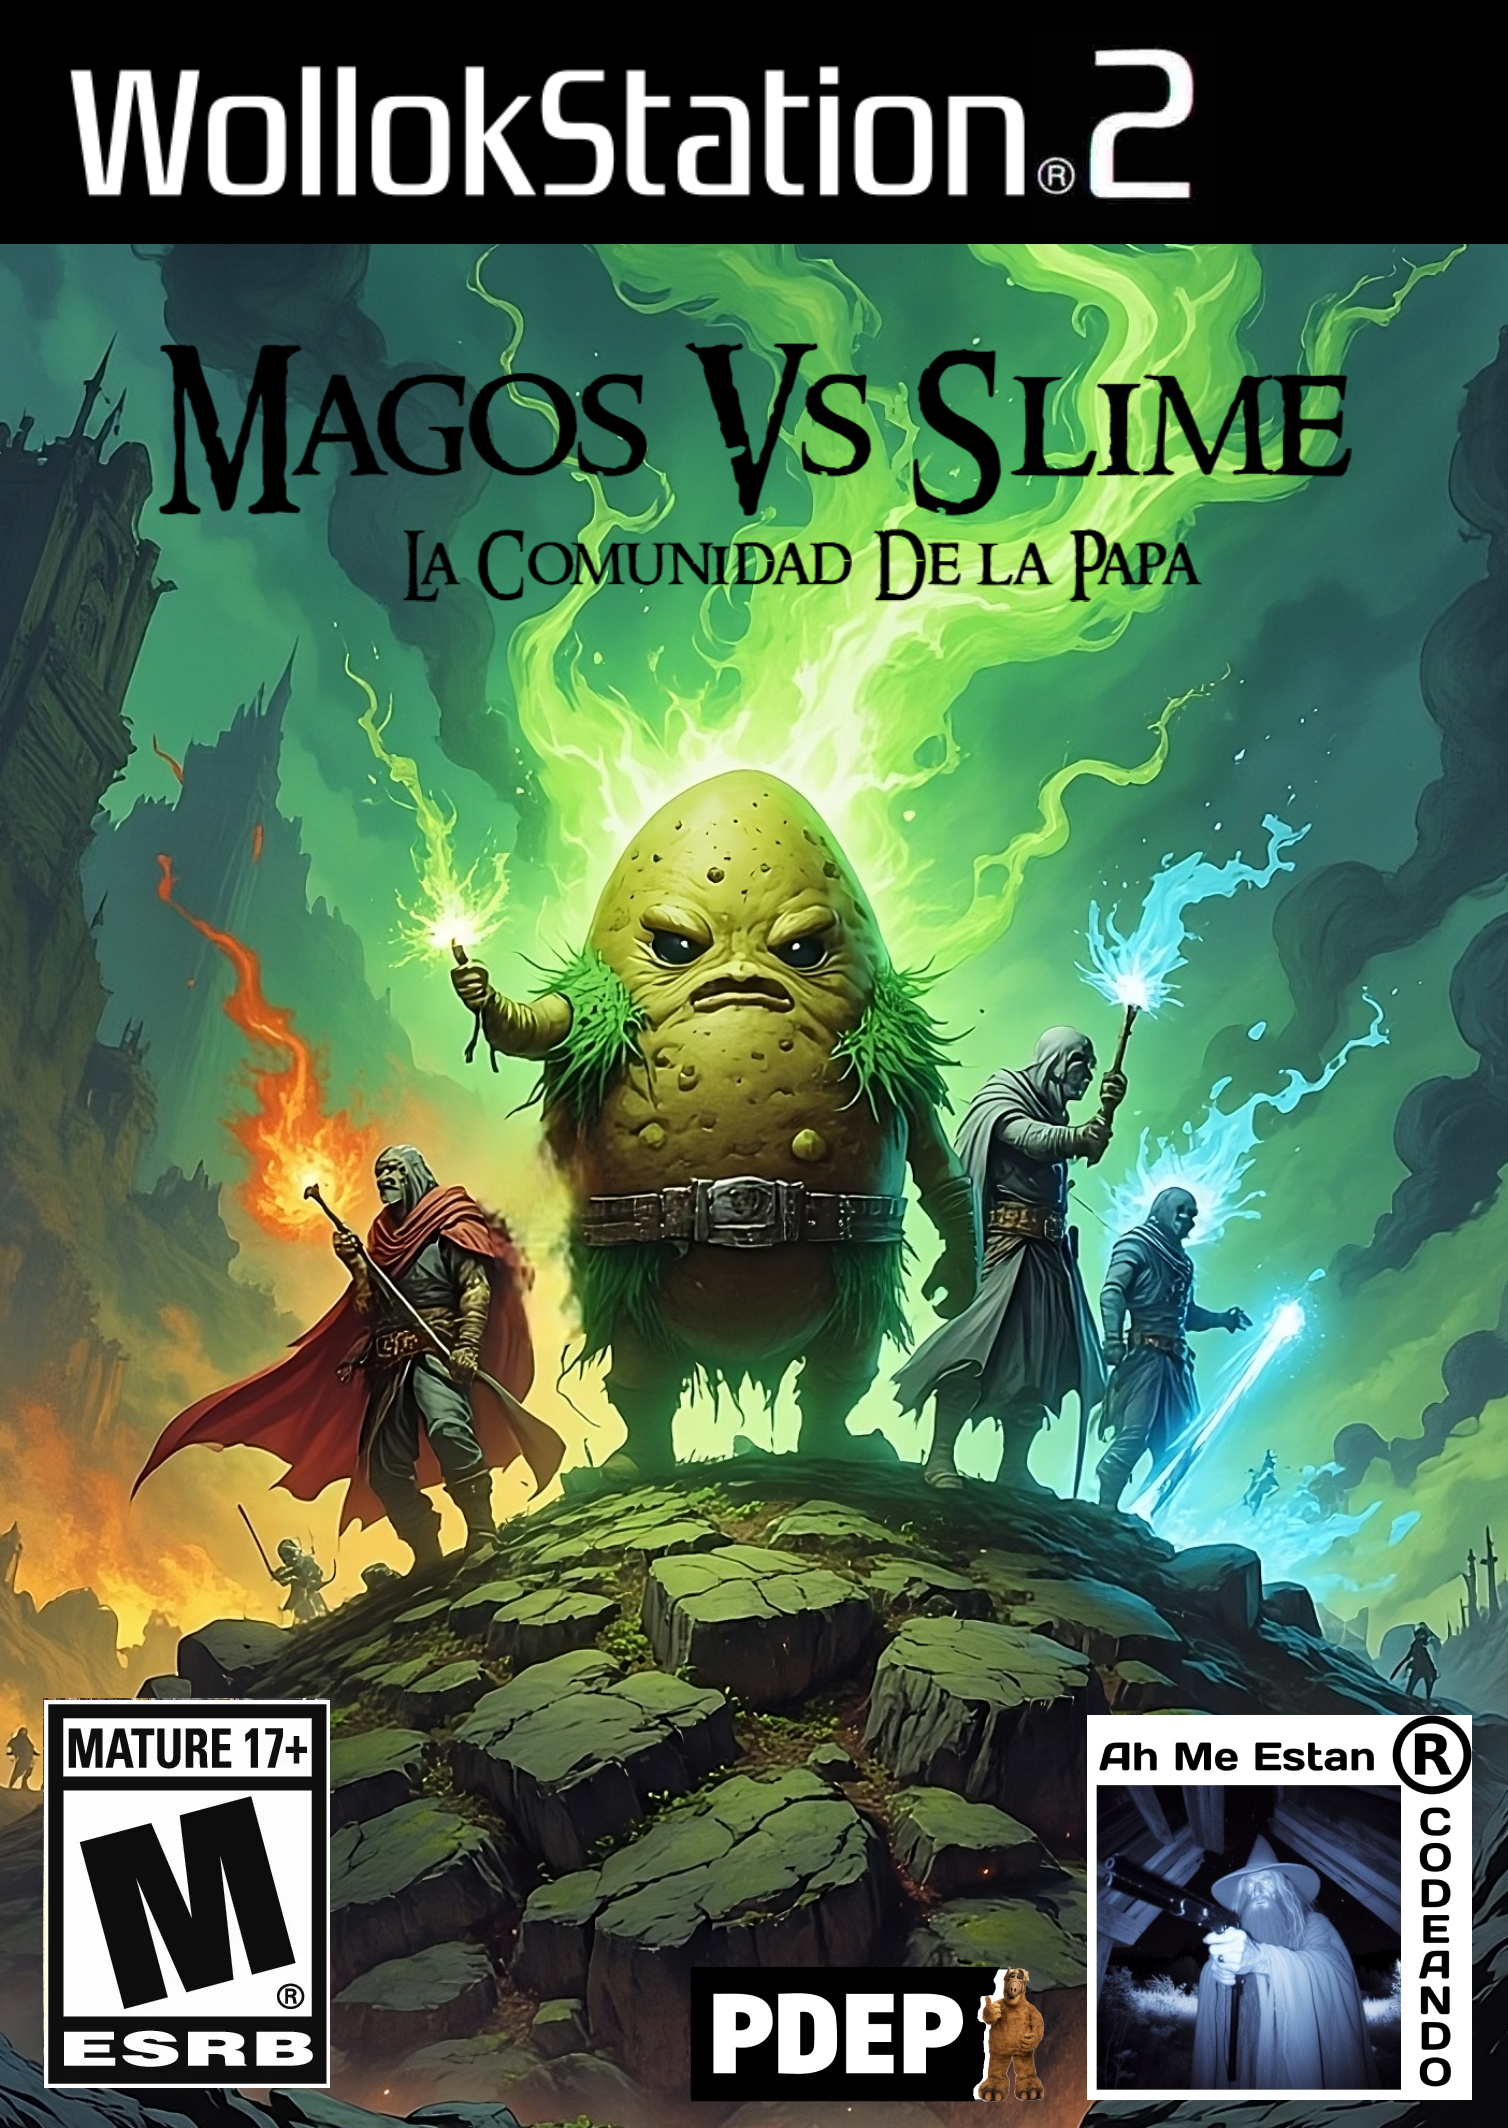 WollokStation®2
Magos Vs Slime
La Comunidad De la Papa
MATURE 17+
M
®
ESRB
PDEP
Ah Me Estan ®
CODEANDO